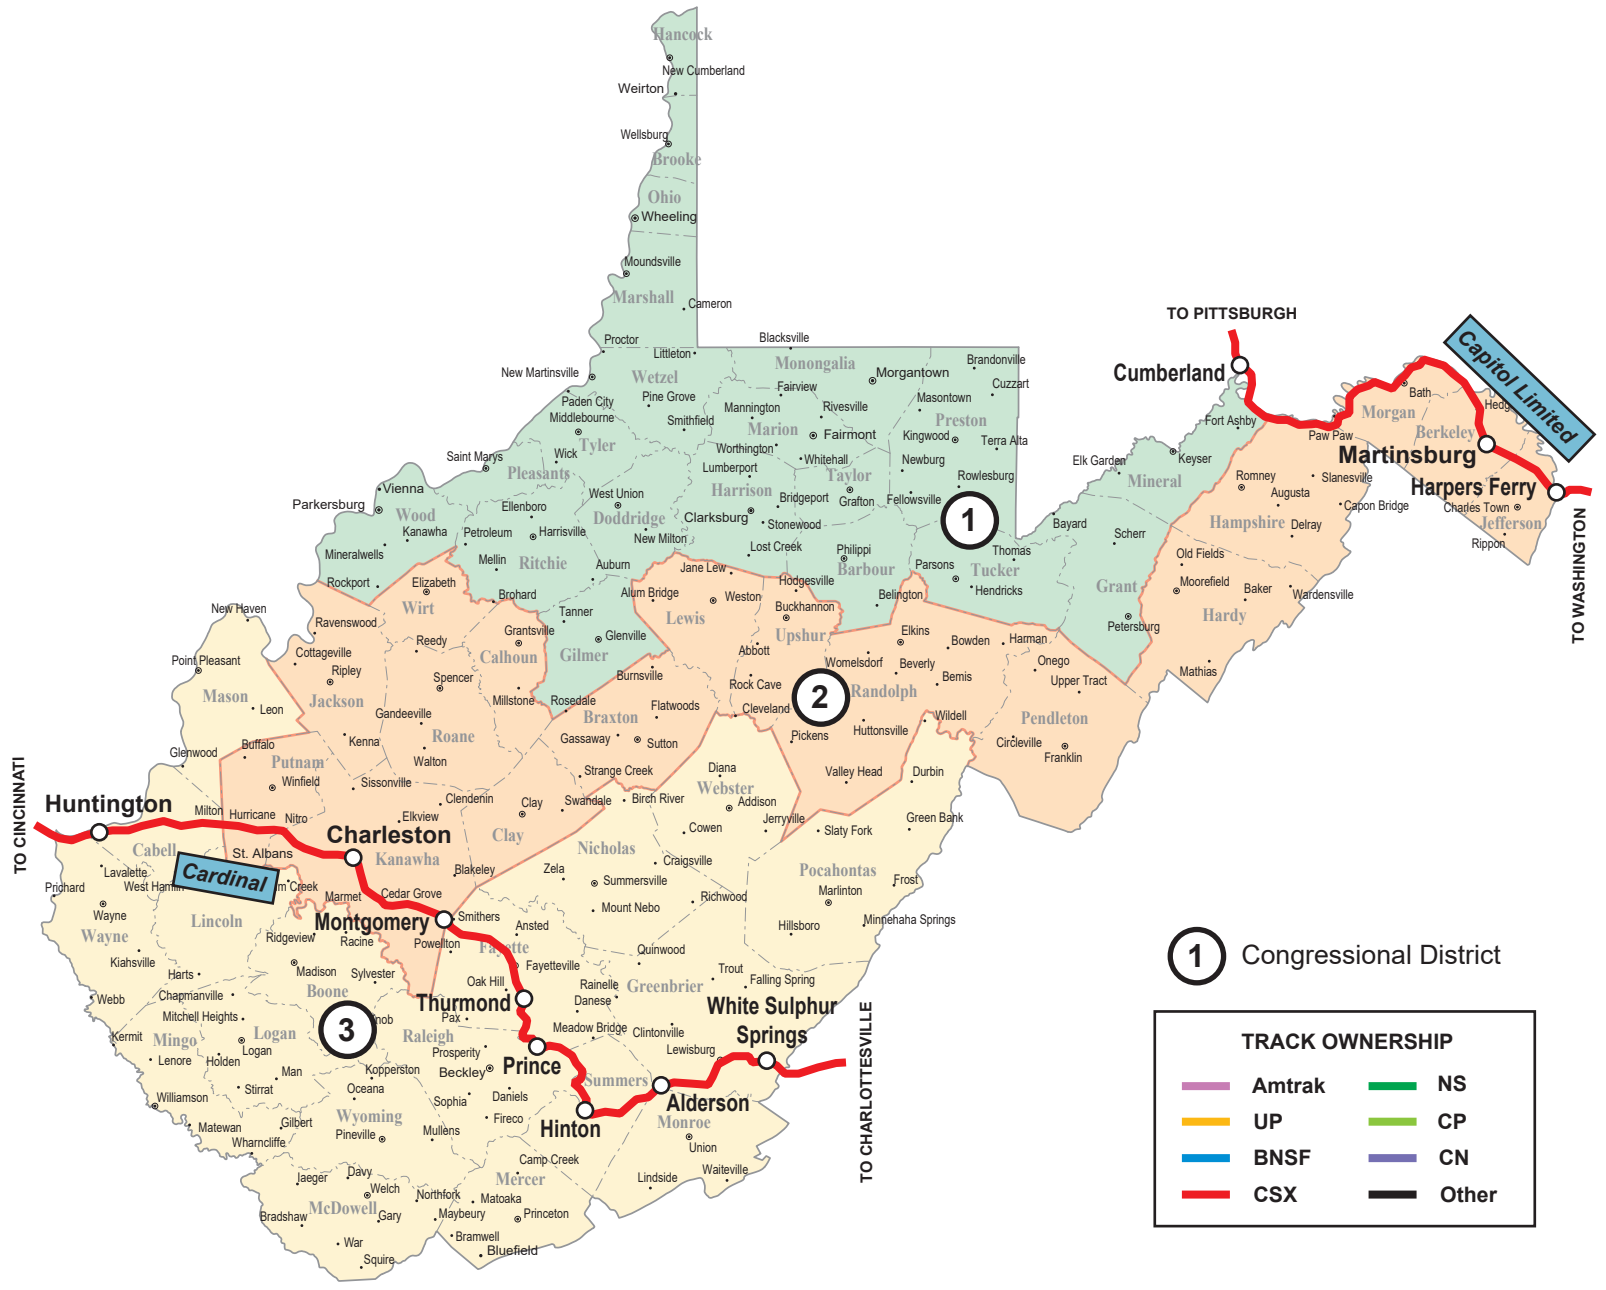 Hancock
New Cumberland
Weirton
Wellsburg
Brooke
Ohio
Wheeling
Moundsville
Marshall
Cameron
Proctor
Littleton
Blacksville
New Martinsville
Wetzel
Monongalia
Morgantown
Brandonville
Cuzzart
Paden City
Pine Grove
Fairview
Masontown
Middlebourne
Smithfield
Mannington
Rivesville
Preston
Tyler
Marion
Fairmont
Kingwood
Terra Alta
Saint Marys
Wick
Worthington
Whitehall
Newburg
Pleasants
Lumberport
Taylor
Rowlesburg
Vienna
West Union
Harrison
Bridgeport
Grafton
Fellowsville
Parkersburg
Wood
Ellenboro
Doddridge
Clarksburg
Stonewood
1
Kanawha
Petroleum
Harrisville
New Milton
Lost Creek
Philippi
Thomas
Mineralwells
Mellin
Ritchie
Auburn
Jane Lew
Barbour
Parsons
Tucker
Rockport
Elizabeth
Brohard
Alum Bridge
Weston
Hodgesville
Belington
Hendricks
Wirt
Tanner
Lewis
Buckhannon
New Haven
Ravenswood
Reedy
Grantsville
Glenville
Upshur
Elkins
Bowden
Harman
Cottageville
Calhoun
Gilmer
Abbott
Womelsdorf
Beverly
Onego
Point Pleasant
Ripley
Spencer
Burnsville
Rock Cave
2
Randolph
Bemis
Upper Tract
Mason
Leon
Jackson
Millstone
Rosedale
Flatwoods
Cleveland
Wildell
Pendleton
Gandeeville
Braxton
Huttonsville
Glenwood
Buffalo
Kenna
Roane
Gassaway
Sutton
Pickens
Circleville
Franklin
Putnam
Walton
Strange Creek
Diana
Valley Head
Durbin
Winfield
Sissonville
Webster
Clendenin
Clay
Swandale
Birch River
Addison
Huntington
Milton
Hurricane
Nitro
Elkview
Cowen
Jerryville
Slaty Fork
Green Bank
Charleston
Clay
Nicholas
Cabell
St. Albans
Kanawha
Craigsville
Pocahontas
Lavalette
Cardinal
Blakeley
Zela
Summersville
Frost
Prichard
West Hamlin
m Creek
Marmet
Cedar Grove
Richwood
Marlinton
Wayne
Montgomery
Smithers
Mount Nebo
Minnehaha Springs
Lincoln
Ansted
Hillsboro
Wayne
Ridgeview
Racine
Powellton
Fayette
Quinwood
Kiahsville
Madison
Sylvester
Fayetteville
Trout
Falling Spring
Harts
Boone
Oak Hill
Rainelle
Greenbrier
Webb
Chapmanville
Thurmond
Danese
White Sulphur
Springs
Mitchell Heights
3
nob
Pax
Meadow Bridge
Clintonville
Kermit
Mingo
Logan
Raleigh
Lewisburg
Lenore
Holden
Logan
Prosperity
Prince
Beckley
Man
Kopperston
Summers
Stirrat
Oceana
Daniels
Alderson
Williamson
Sophia
Fireco
Hinton
Monroe
Matewan
Gilbert
Wyoming
Mullens
Union
Wharncliffe
Pineville
Camp Creek
Waiteville
Iaeger
Davy
Mercer
Lindside
Welch
Northfork
Matoaka
McDowell
Bradshaw
Gary
Maybeury
Princeton
War
Bramwell
Squire
Bluefield
TO CINCINNATI
TO CHARLOTTESVILLE
TO PITTSBURGH
Cumberland
Capitol Limited
Bath
Hedg
Morgan
Fort Ashby
Paw Paw
Berkeley
Martinsburg
Elk Garden
Keyser
Mineral
Romney
Slanesville
Harpers Ferry
Augusta
Capon Bridge
Charles Town
Bayard
Hampshire
Delray
Jefferson
Scherr
Rippon
Old Fields
Grant
Moorefield
Baker
Wardensville
Hardy
Petersburg
Mathias
TO WASHINGTON
1 Congressional District
TRACK OWNERSHIP
Amtrak
NS
UP
CP
BNSF
CN
CSX
Other